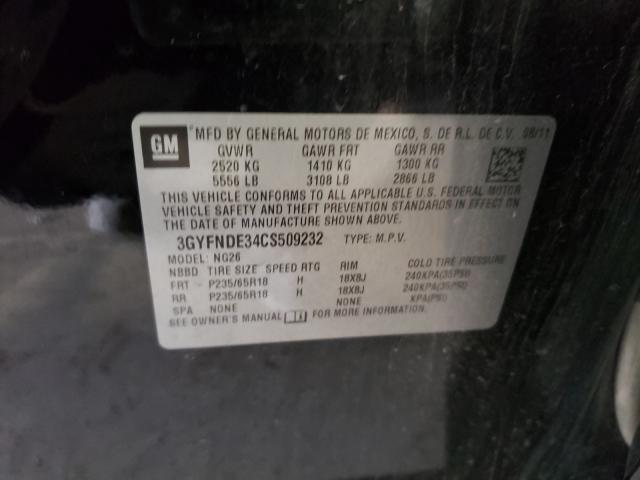 GM MFD BY GENERAL MOTORS DE MEXICO, S. DE R.L. DE C.V. 08/11
GVWR GAWR FRT GAWR RR
2520 KG 1410 KG 1300 KG
5556 LB 3108 LB 2866 LB
THIS VEHICLE CONFORMS TO ALL APPLICABLE U.S. FEDERAL MOTOR
VEHICLE SAFETY AND THEFT PREVENTION STANDARDS IN EFFECT ON
THE DATE OF MANUFACTURE SHOWN ABOVE.
3GYFNDE34CS509232 TYPE: M.P.V.
MODEL: NG26
NBBD TIRE SIZE SPEED RTG RIM COLD TIRE PRESSURE
FRT - P235/65R18 H 18X8J 240KPA(35PSI)
RR P235/65R18 H 18X8J 240KPA(35PSI)
SPA NONE NONE KPA(PSI)
SEE OWNER'S MANUAL FOR MORE INFORMATION.